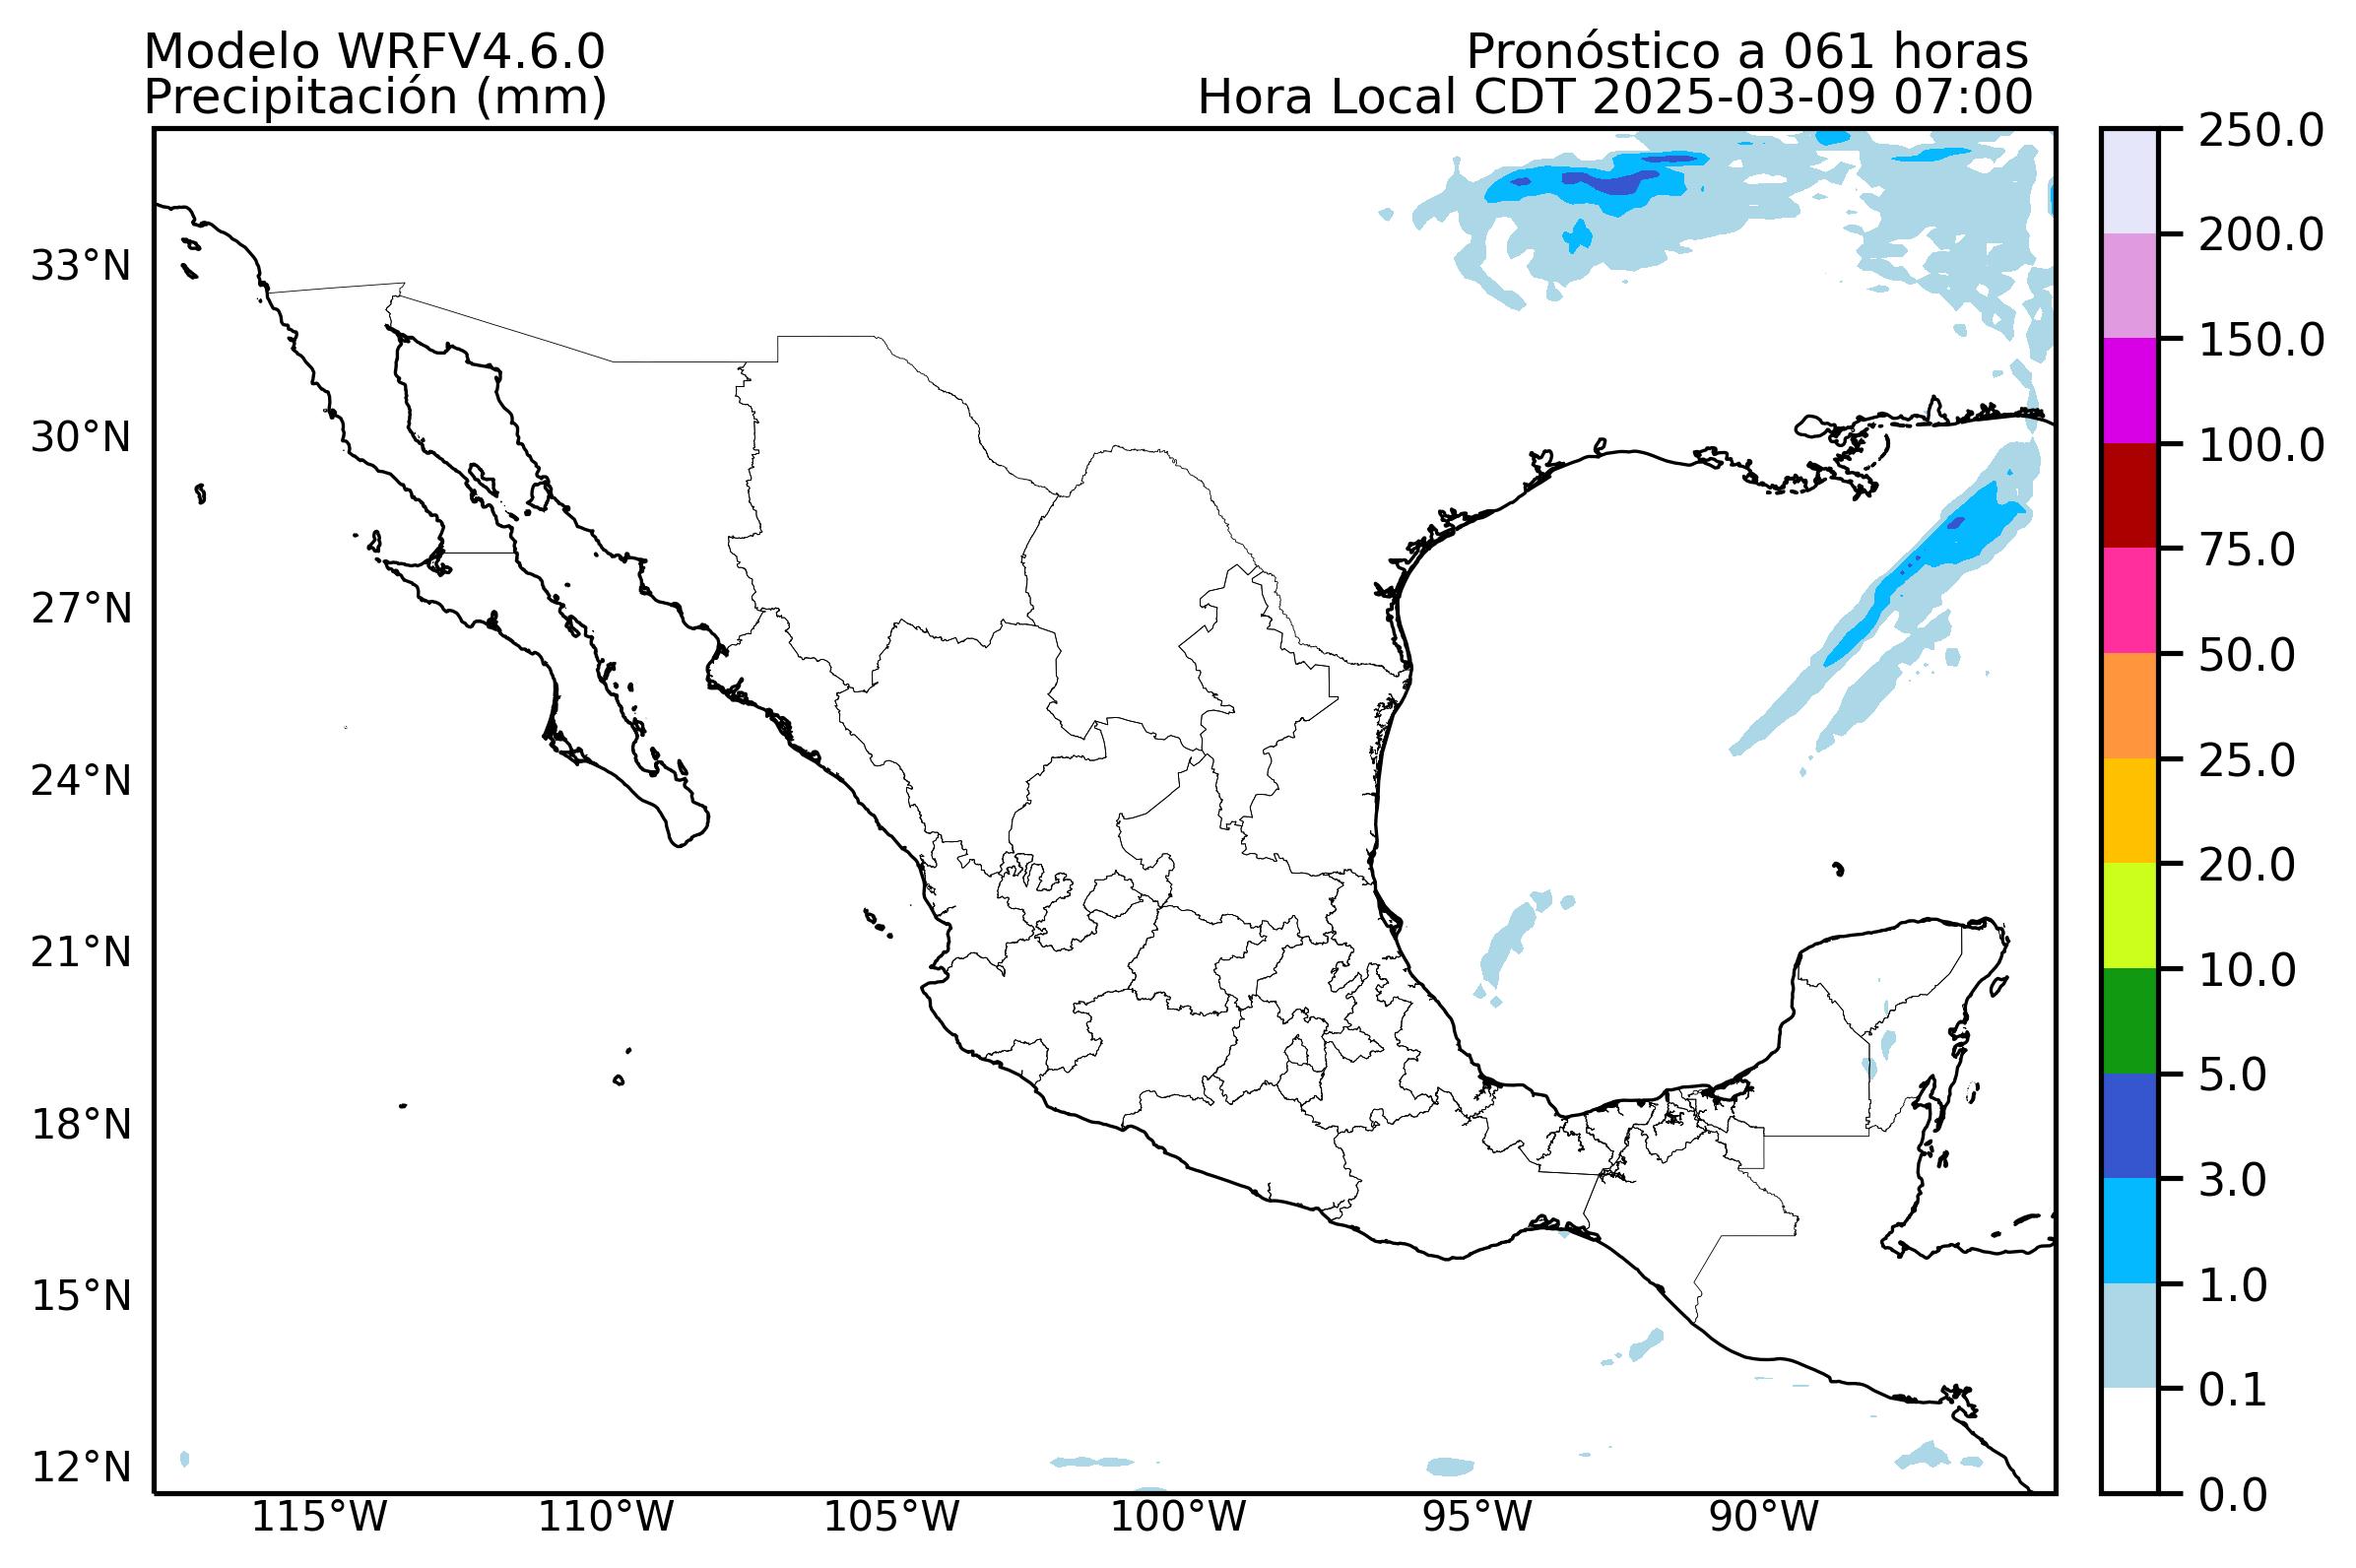 Modelo WRFV4.6.0
Precipitación (mm)
Pronóstico a 061 horas
Hora Local CDT 2025-03-09 07:00
33°N
30°N
27°N
24°N
21°N
18°N
15°N
12°N
115°W
110°W
105°W
100°W
95°W
90°W
250.0
200.0
150.0
100.0
75.0
50.0
25.0
20.0
10.0
5.0
3.0
1.0
0.1
0.0